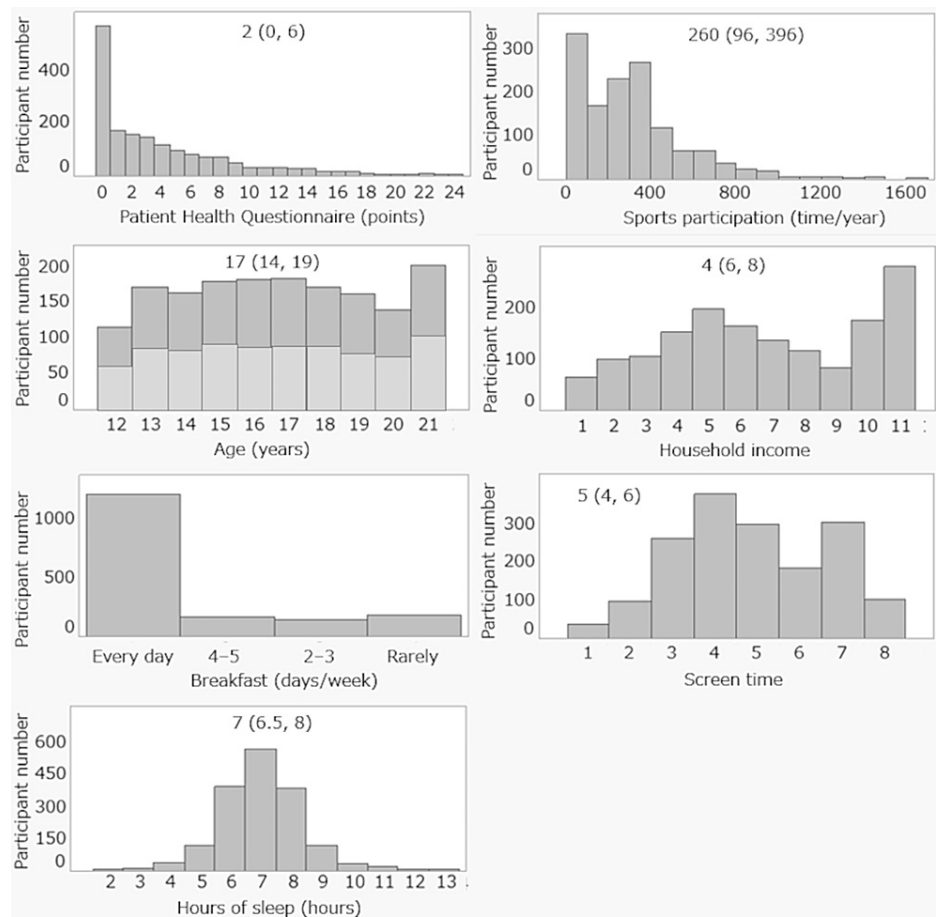 Participant number
2 (0, 6)
400
200
0
0 2 4 6 8 10 12 14 16 18 20 22 24
Patient Health Questionnaire (points)
Participant number
260 (96, 396)
300
200
100
0
0 400 800 1200 1600
Sports participation (time/year)
Participant number
17 (14, 19)
200
150
100
50
0
12 13 14 15 16 17 18 19 20 21
Age (years)
Participant number
4 (6, 8)
200
100
0
1 2 3 4 5 6 7 8 9 10 11
Household income
Participant number
1000
500
0
Every day 4–5 2–3 Rarely
Breakfast (days/week)
Participant number
5 (4, 6)
300
200
100
0
1 2 3 4 5 6 7 8
Screen time
Participant number
7 (6.5, 8)
600
450
300
150
0
2 3 4 5 6 7 8 9 10 11 12 13
Hours of sleep (hours)